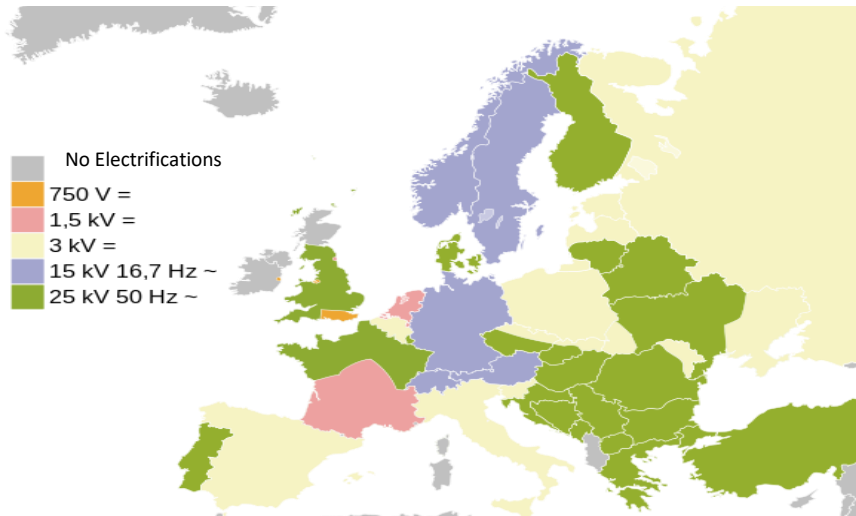 No Electrifications
750 V =
1,5 kV =
3 kV =
15 kV 16,7 Hz ~
25 kV 50 Hz ~